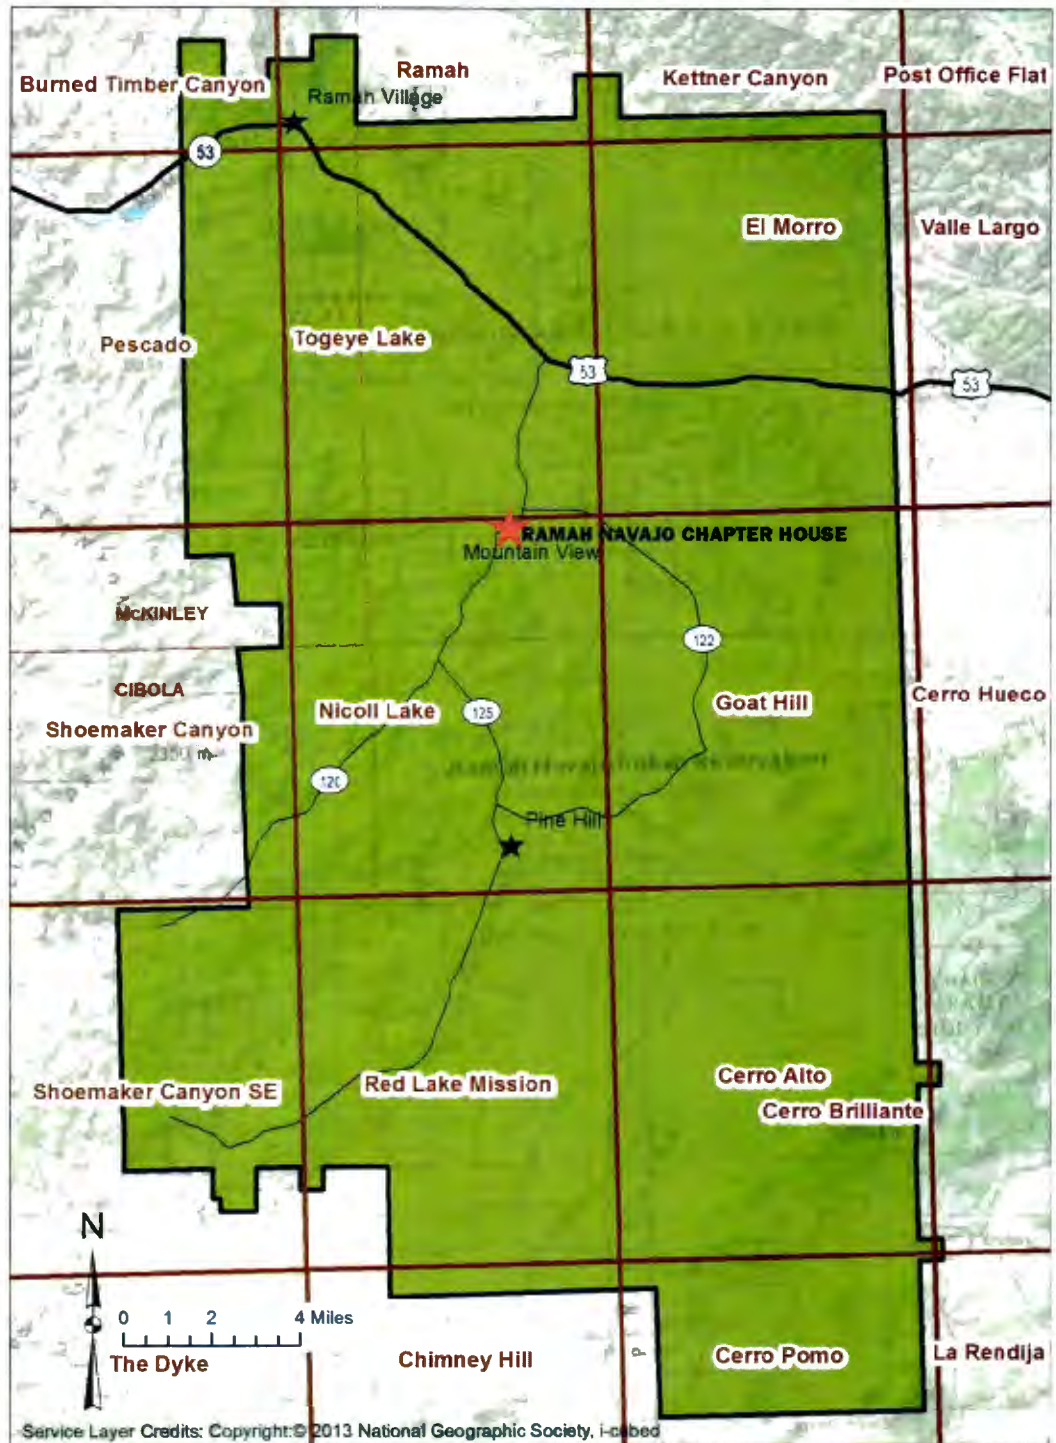 Burned Timber Canyon
Ramah
Kettner Canyon
Post Office Flat
Ramah Village
53
El Morro
Valle Largo
Pescado
Togeye Lake
53
53
RAMAH NAVAJO CHAPTER HOUSE
Mountain View
McKINLEY
122
CIBOLA
Nicoll Lake
125
Goat Hill
Cerro Hueco
Shoemaker Canyon
120
Pine Hill
Shoemaker Canyon SE
Red Lake Mission
Cerro Alto
Cerro Brilliante
N
0 1 2 4 Miles
The Dyke
Chimney Hill
Cerro Pomo
La Rendija
Service Layer Credits: Copyright:© 2013 National Geographic Society, i-cubed